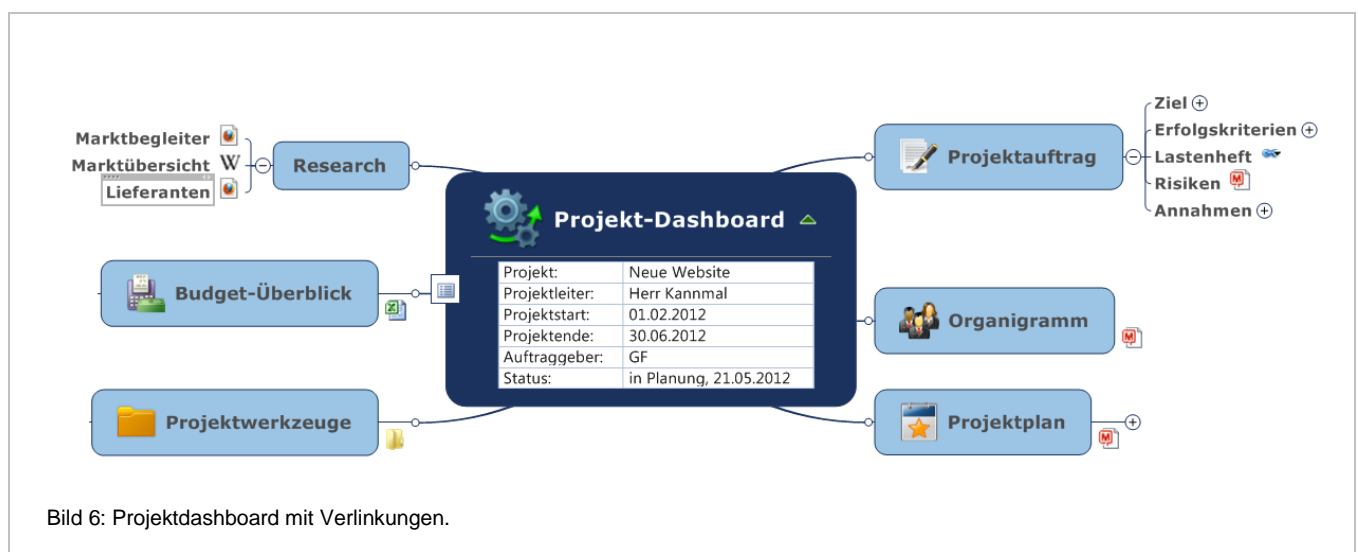 Marktbegleiter
Marktübersicht W
Lieferanten
Research
Budget-Überblick
Projektwerkzeuge
Projekt-Dashboard
Projekt: Neue Website
Projektleiter: Herr Kannmal
Projektstart: 01.02.2012
Projektende: 30.06.2012
Auftraggeber: GF
Status: in Planung, 21.05.2012
Projektauftrag
Ziel
Erfolgskriterien
Lastenheft
Risiken
Annahmen
Organigramm
Projektplan
Bild 6: Projektdashboard mit Verlinkungen.